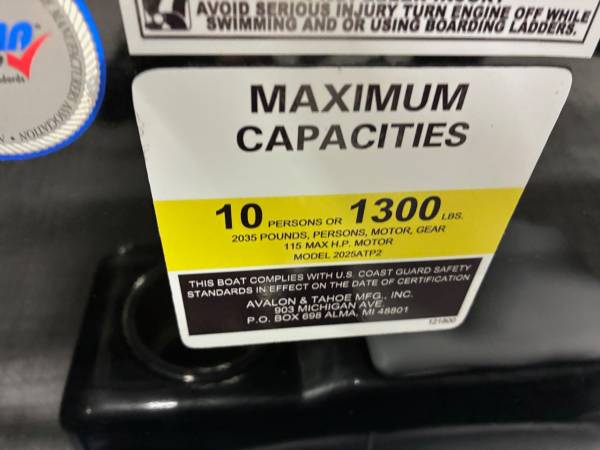 AVOID SERIOUS INJURY TURN ENGINE OFF WHILE
SWIMMING AND OR USING BOARDING LADDERS.
MANUFACTURERS ASSOCIATION
MAXIMUM
CAPACITIES
10 PERSONS OR 1300 LBS.
2035 POUNDS, PERSONS, MOTOR, GEAR
115 MAX H.P. MOTOR
MODEL 2025ATP2
THIS BOAT COMPLIES WITH U.S. COAST GUARD SAFETY
STANDARDS IN EFFECT ON THE DATE OF CERTIFICATION
AVALON & TAHOE MFG., INC.
903 MICHIGAN AVE
P.O. BOX 698 ALMA, MI 48801
121800